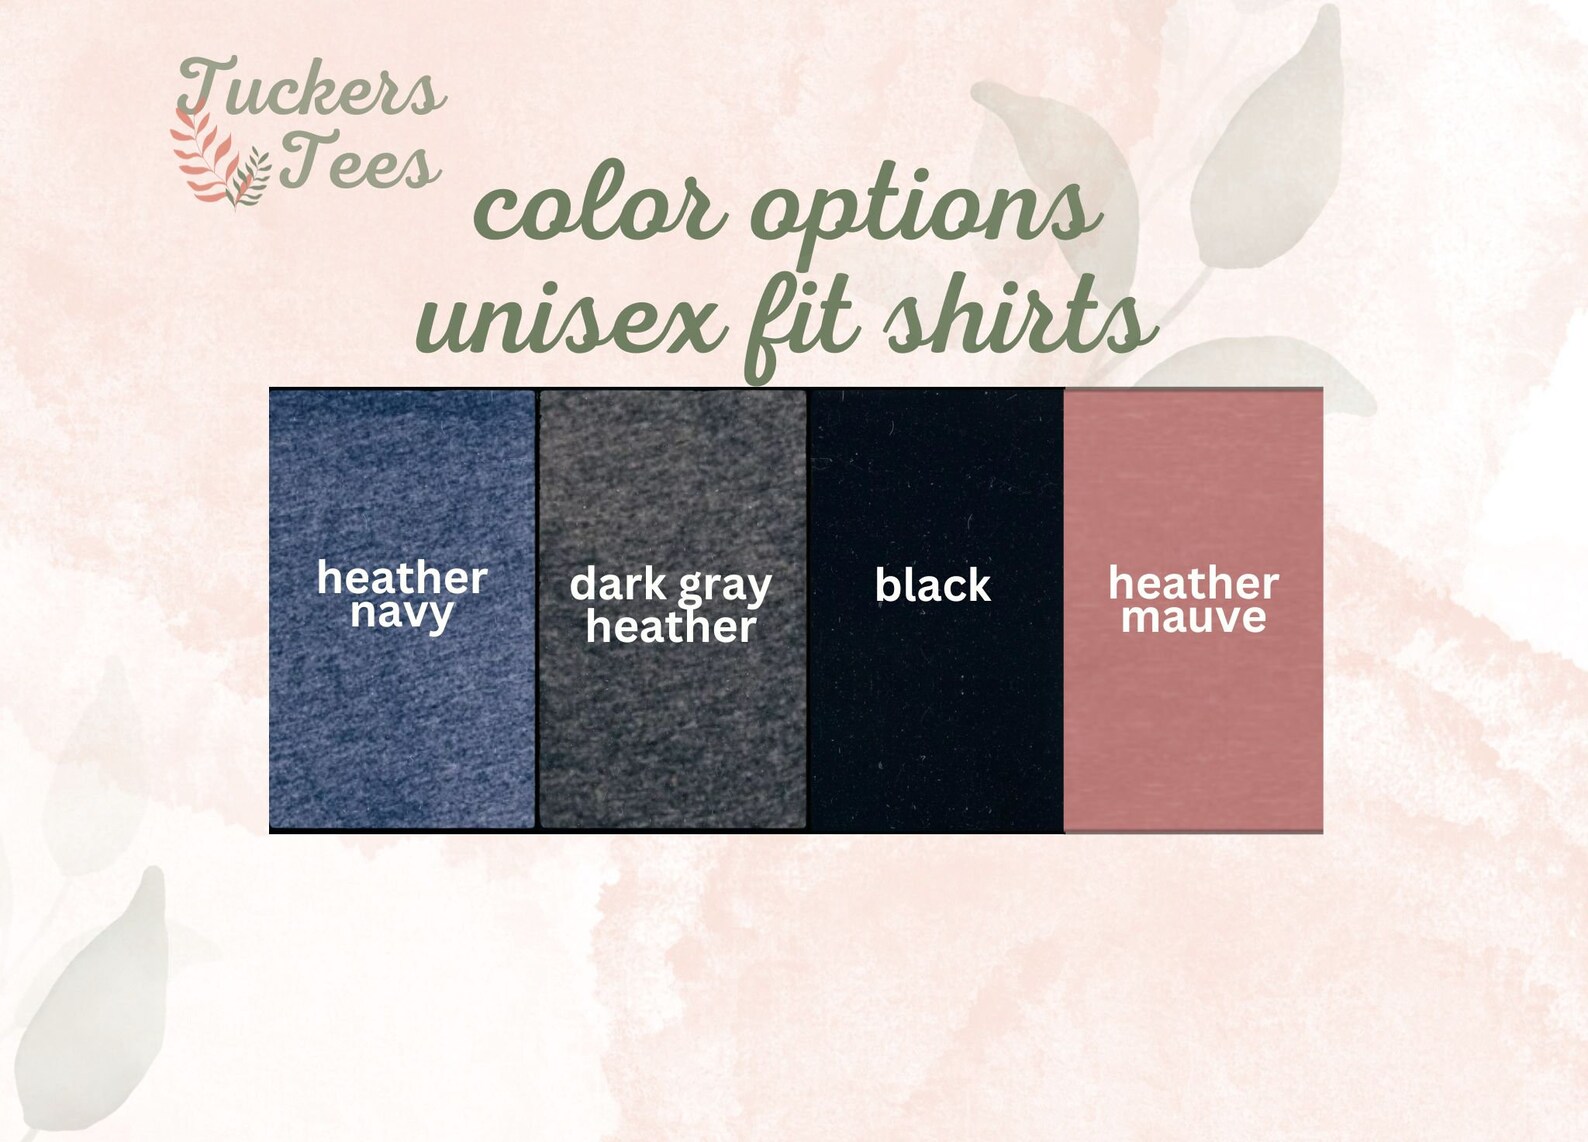 Tuckers
Tees
color options
unisex fit shirts
heather
navy
dark gray
heather
black
heather
mauve